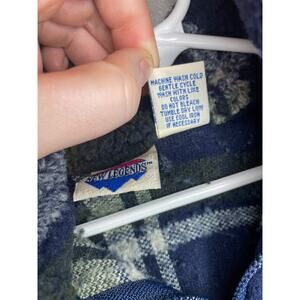 MACHINE WASH COLD
GENTLE CYCLE
WASH WITH LIKE
COLORS
DO NOT BLEACH
TUMBLE DRY LOW
USE COOL IRON
IF NECESSARY
NEW LEGENDS™